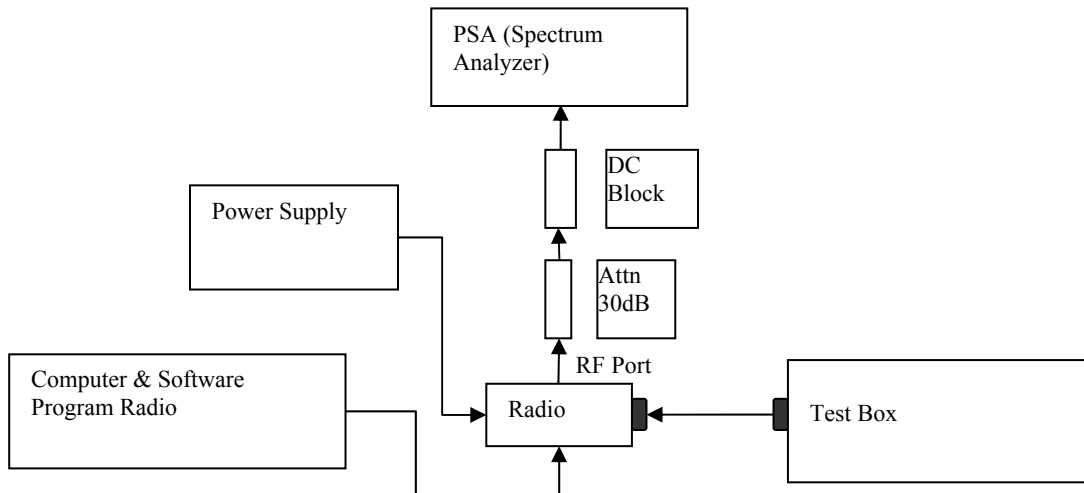 PSA (Spectrum
Analyzer)
DC
Block
Power Supply
Attn
30dB
RF Port
Computer & Software
Program Radio
Radio
Test Box